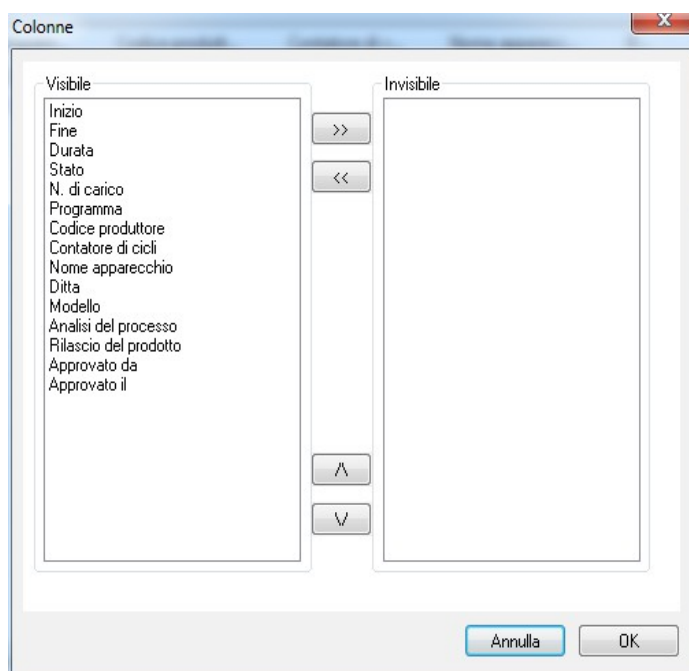 Colonne
Visibile
Inizio
Fine
Durata
Stato
N. di carico
Programma
Codice produttore
Contatore di cicli
Nome apparecchio
Ditta
Modello
Analisi del processo
Rilascio del prodotto
Approvato da
Approvato il
>>
<<
/\
\/
Invisibile
Annulla
OK